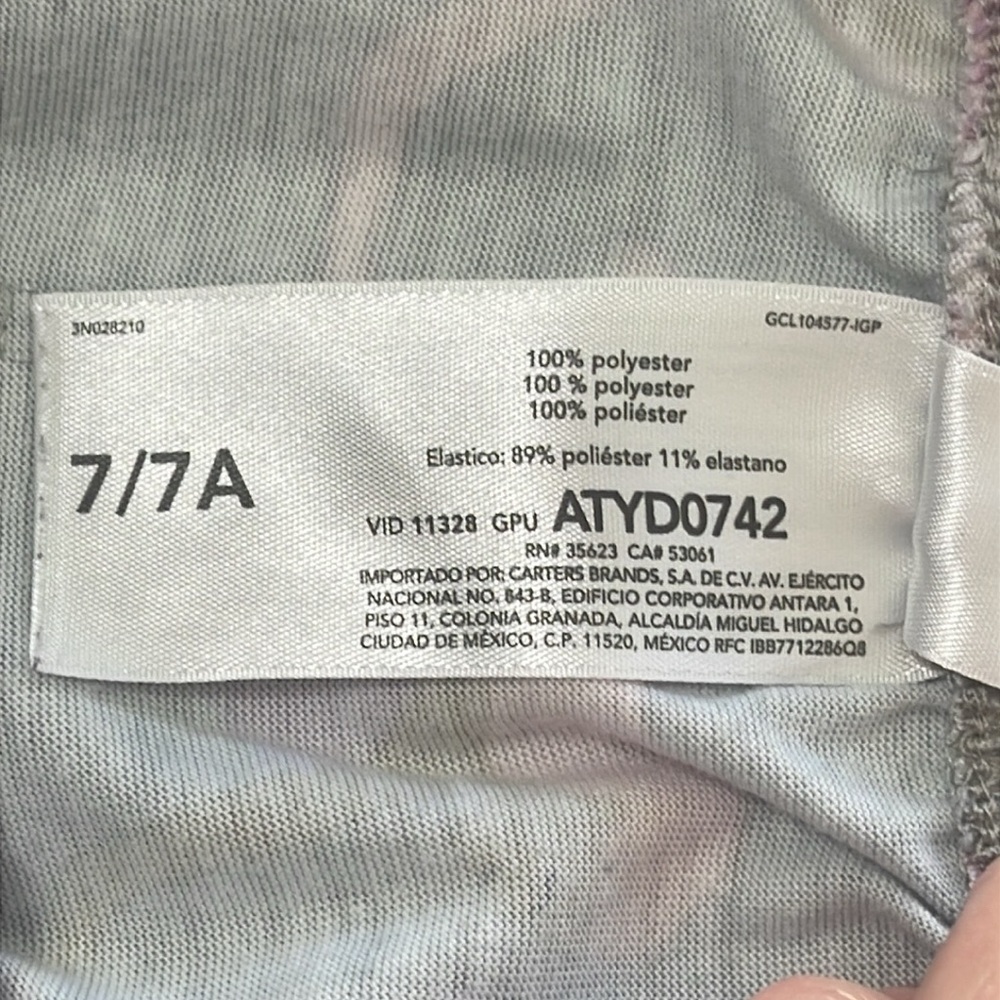 3N028210
GCL104577-IGP
100% polyester
100 % polyester
100% poliéster
7/7A
Elastico: 89% poliéster 11% elastano
VID 11328 GPU ATYD0742
RN# 35623 CA# 53061
IMPORTADO POR: CARTERS BRANDS, S.A. DE C.V. AV. EJÉRCITO
NACIONAL NO. 843-B, EDIFICIO CORPORATIVO ANTARA 1,
PISO 11, COLONIA GRANADA, ALCALDÍA MIGUEL HIDALGO
CIUDAD DE MÉXICO, C.P. 11520, MÉXICO RFC IBB7712286Q8